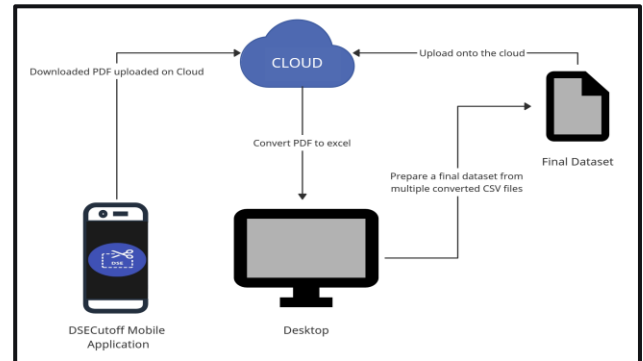 CLOUD
Upload onto the cloud
Downloaded PDF uploaded on Cloud
Convert PDF to excel
Final Dataset
Prepare a final dataset from
multiple converted CSV files
DSE
DSECutoff Mobile
Application
Desktop